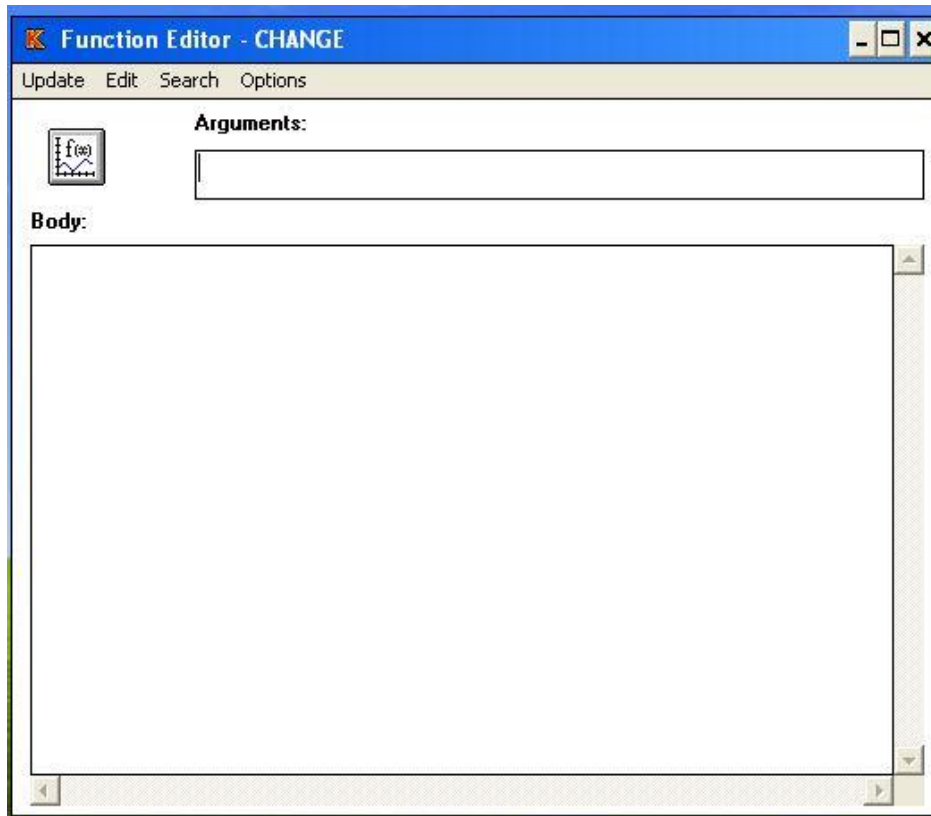 K Function Editor - CHANGE
Update Edit Search Options
Arguments:
f(x)
Body: